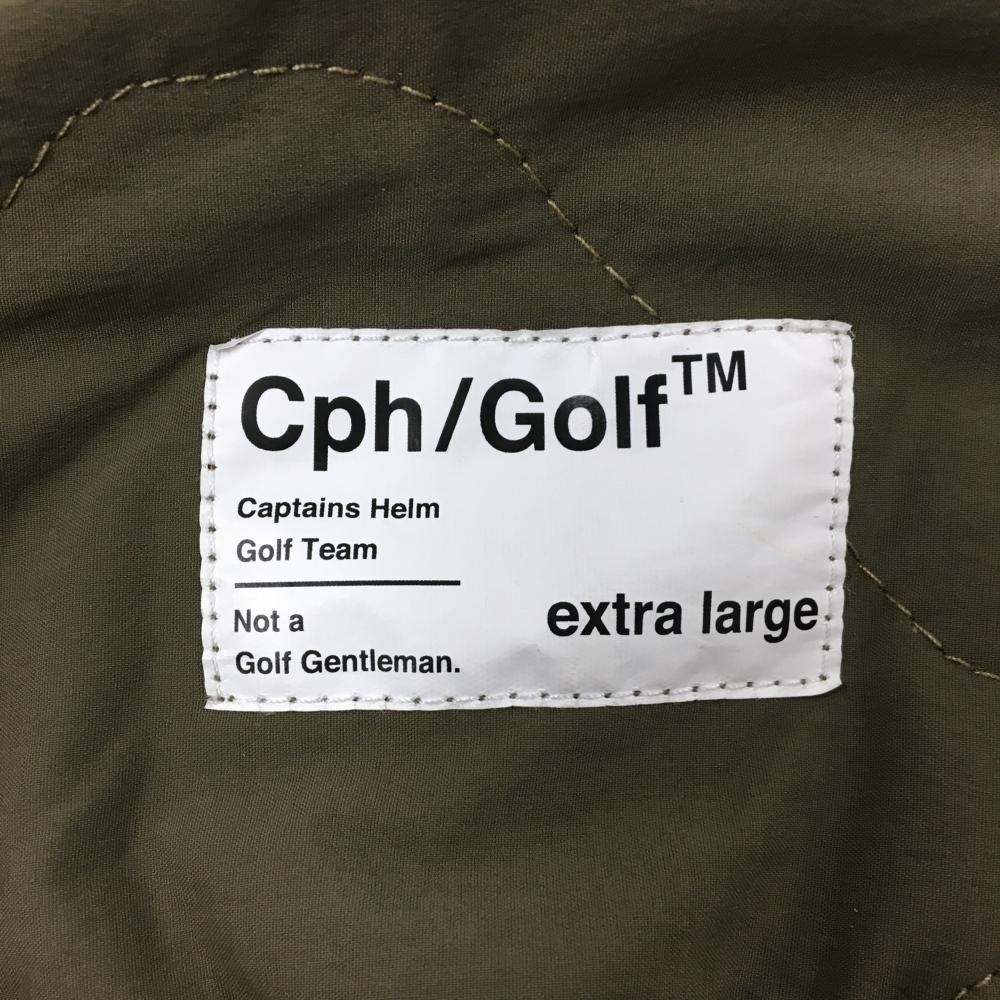 Cph/Golf™
Captains Helm
Golf Team
Not a
Golf Gentleman.
extra large